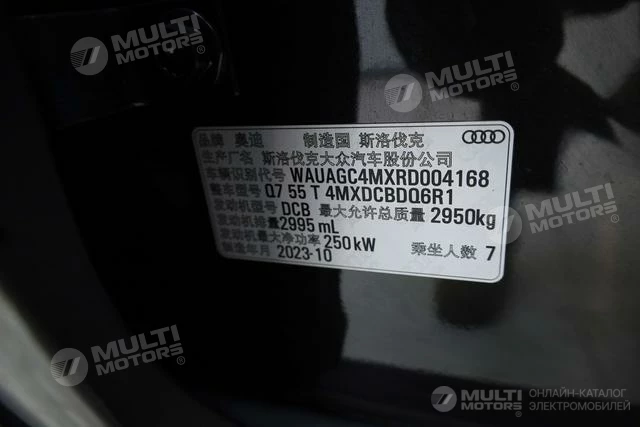 MULTI
MOTORS®
MULTI
MOTORS®
品牌 奥迪 制造国 斯洛伐克
生产厂名 斯洛伐克大众汽车股份公司
车辆识别代号 WAUAGC4MXRD004168
整车型号 Q7 55 T 4MXDCBDQ6R1
发动机型号 DCB 最大允许总质量 2950kg
发动机排量 2995 mL
发动机最大净功率 250 kW 乘坐人数 7
制造年月 2023-10
MULTI
MOTORS®
MULTI
MOTORS®
MULTI
MOTORS®
ОНЛАЙН-КАТАЛОГ
ЭЛЕКТРОМОБИЛЕЙ